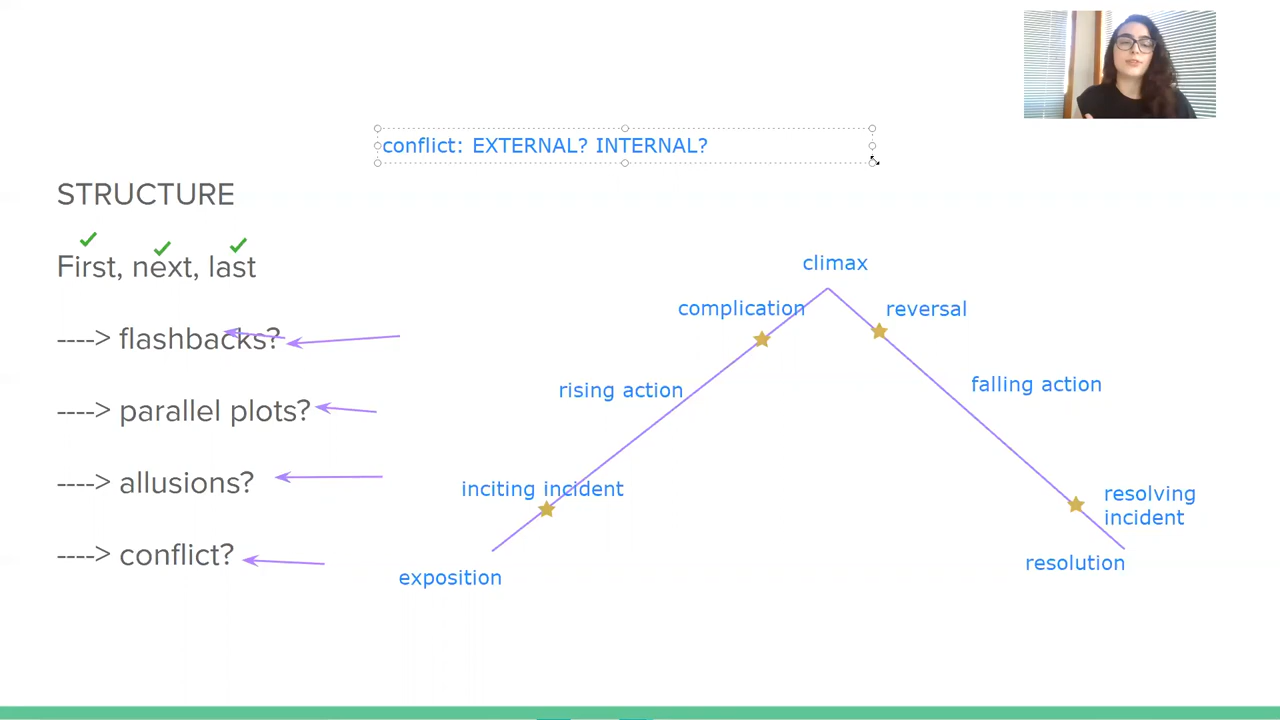 conflict: EXTERNAL? INTERNAL?
STRUCTURE
First, next, last
----> flashbacks?
----> parallel plots?
----> allusions?
----> conflict?
climax
complication
reversal
rising action
falling action
inciting incident
resolving
incident
exposition
resolution